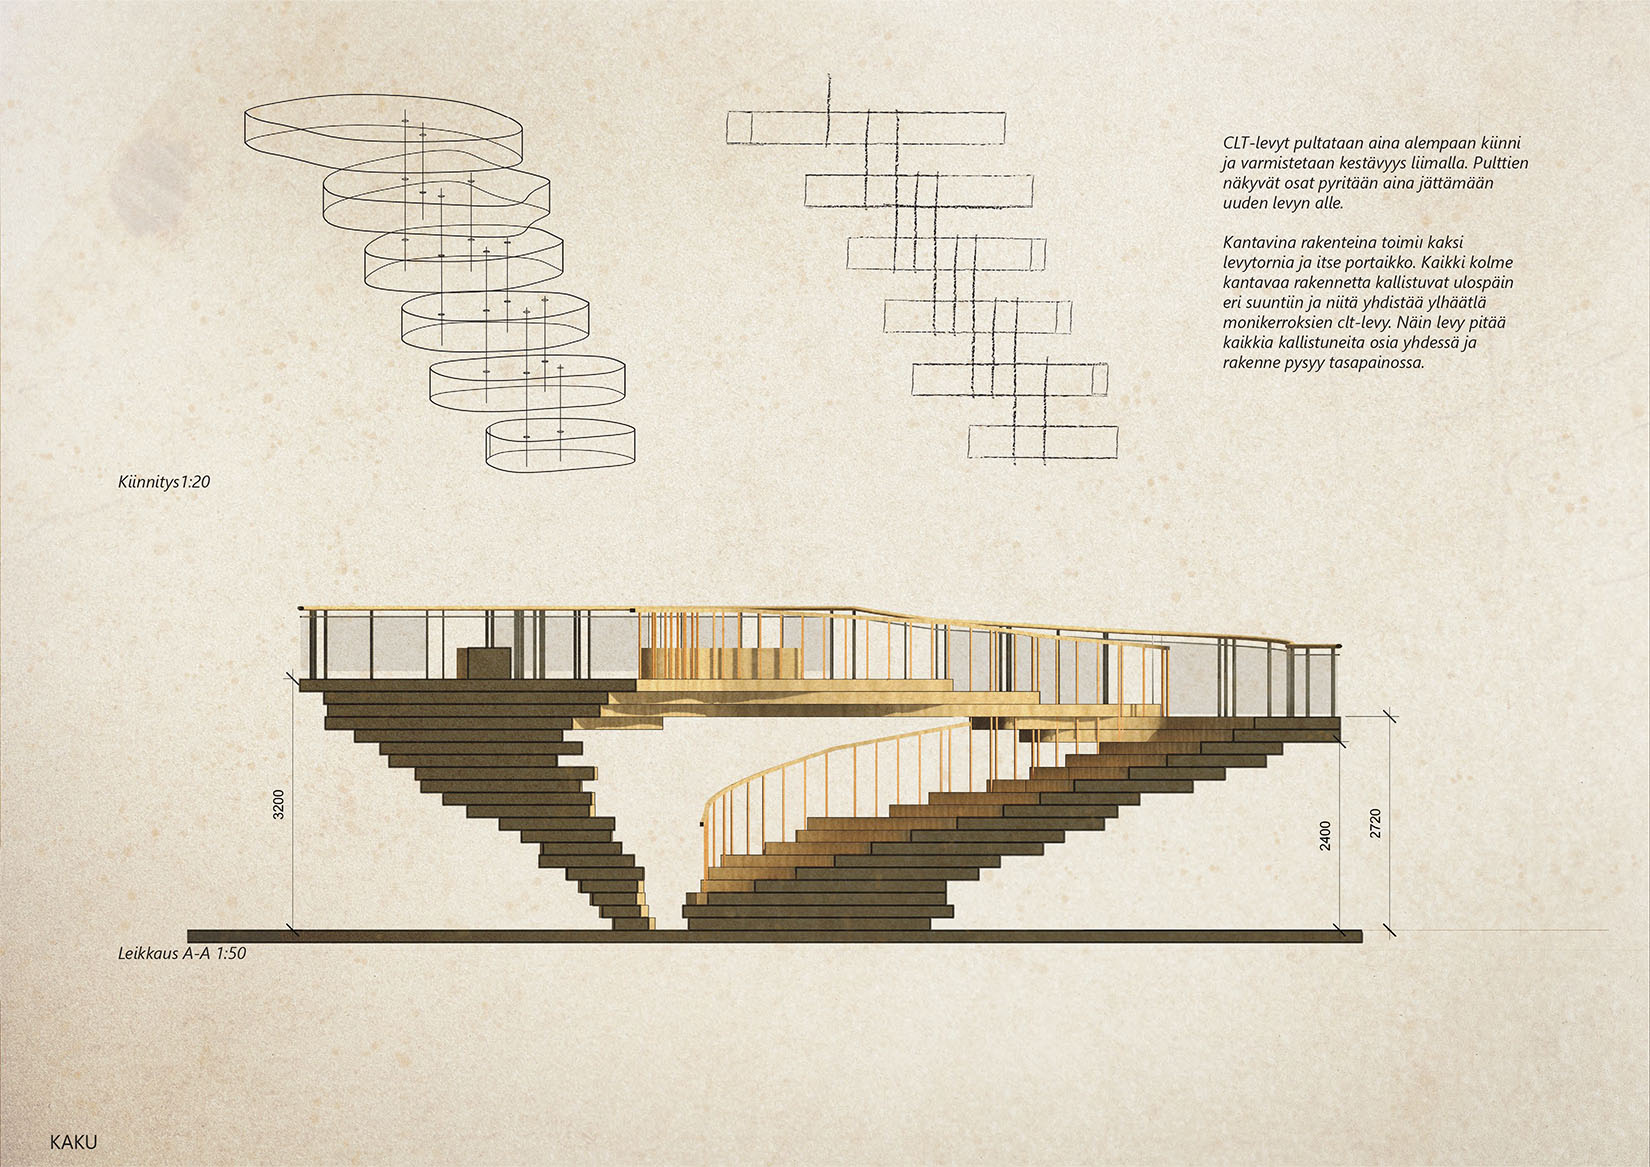 CLT-levyt pultataan aina alempaan kiinni
ja varmistetaan kestävyys liimalla. Pulttien
näkyvät osat pyritään aina jättämään
uuden levyn alle.
Kantavina rakenteina toimii kaksi
levytornia ja itse portaikko. Kaikki kolme
kantavaa rakennetta kallistuvat ulospäin
eri suuntiin ja niitä yhdistää ylhäätlä
monikerroksien clt-levy. Näin levy pitää
kaikkia kallistuneita osia yhdessä ja
rakenne pysyy tasapainossa.
Kiinnitys1:20
3200
2400
2720
Leikkaus A-A 1:50
KAKU